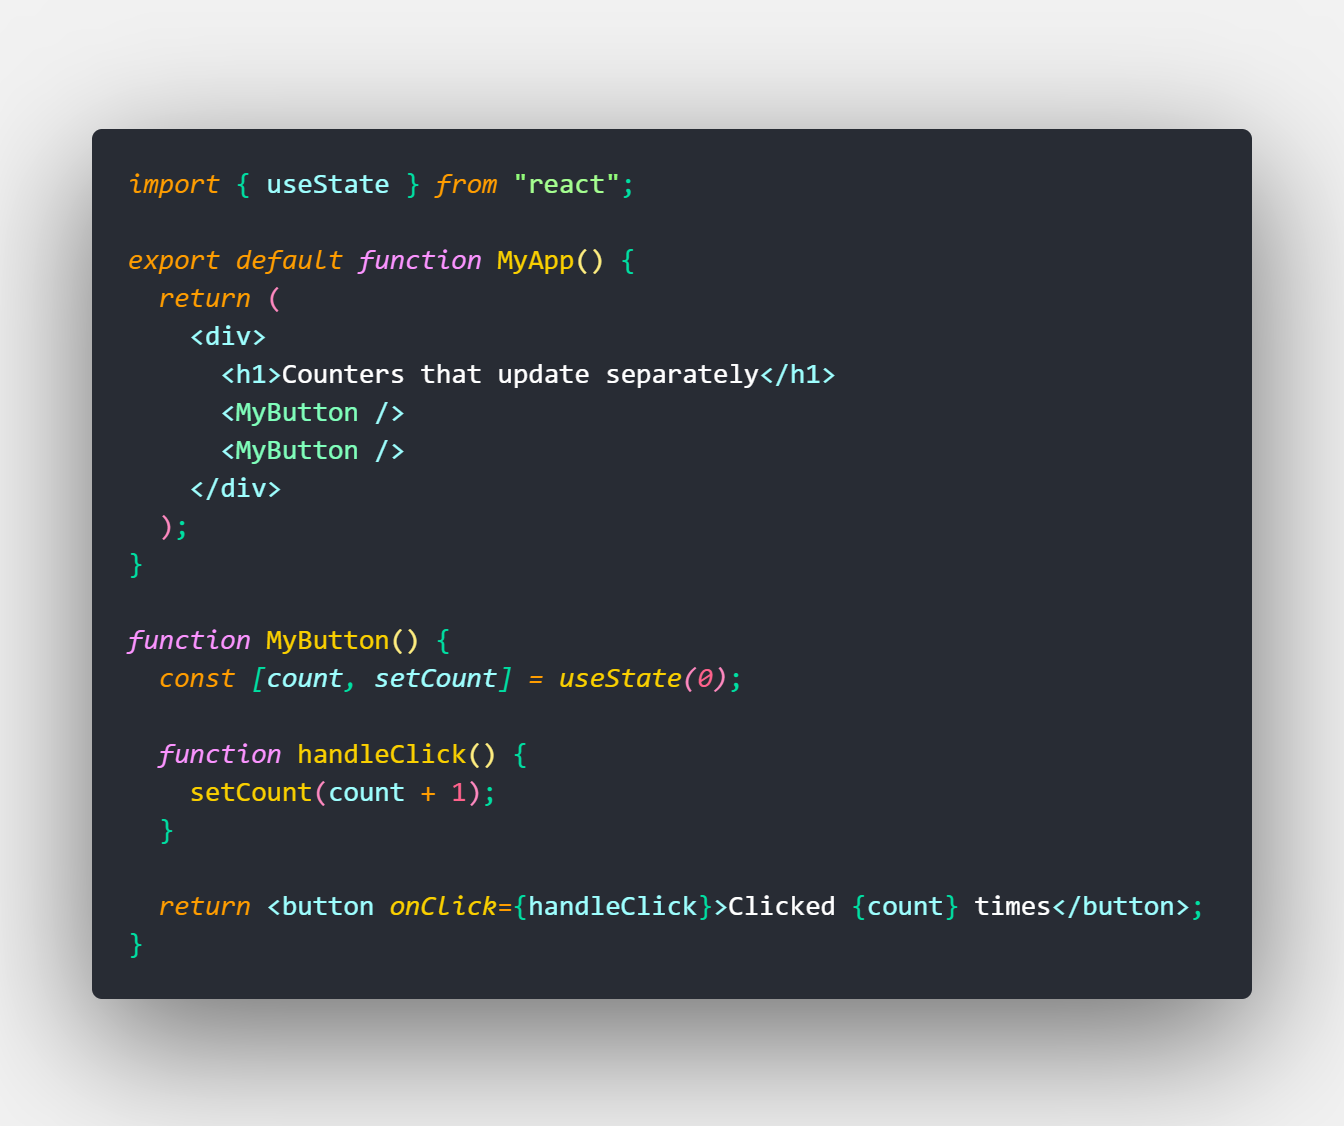 import { useState } from "react";

export default function MyApp() {
  return (
    <div>
      <h1>Counters that update separately</h1>
      <MyButton />
      <MyButton />
    </div>
  );
}

function MyButton() {
  const [count, setCount] = useState(0);

  function handleClick() {
    setCount(count + 1);
  }

  return <button onClick={handleClick}>Clicked {count} times</button>;
}